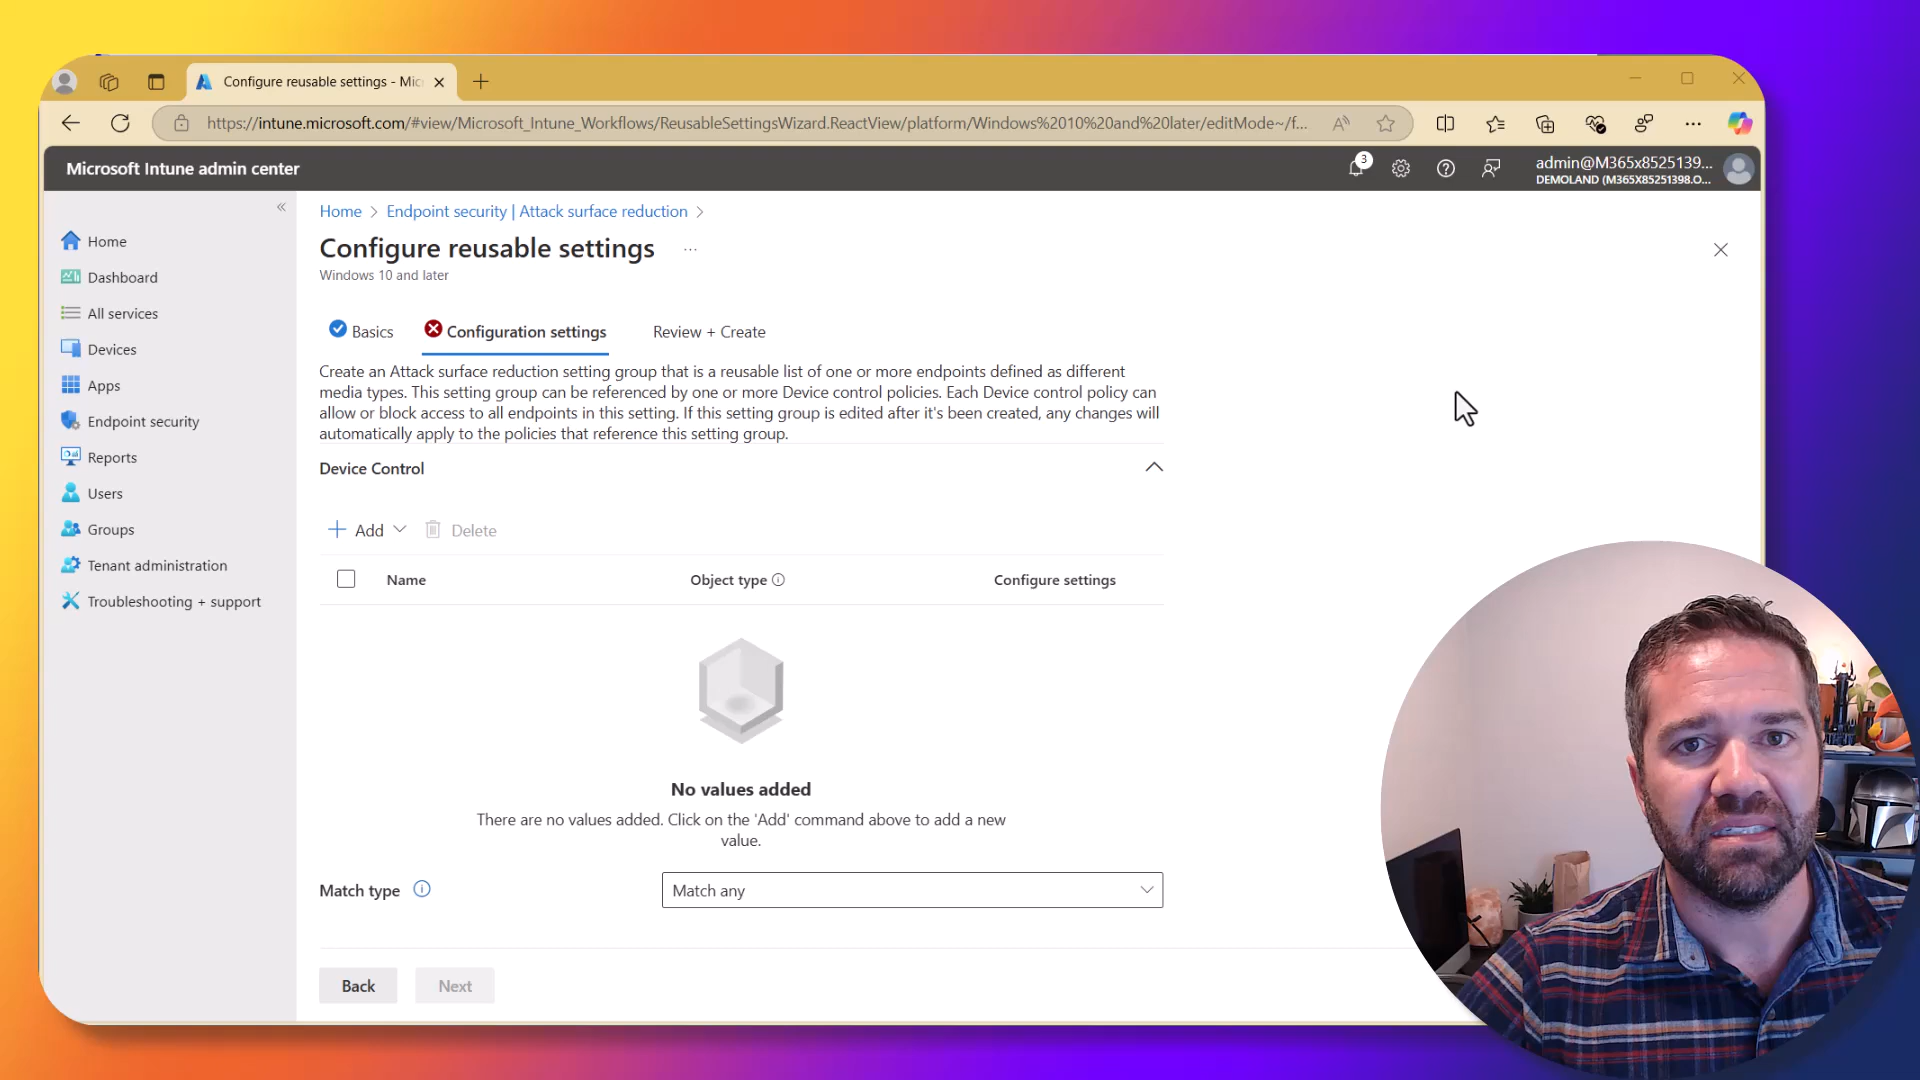 Configure reusable settings - Mic
https://intune.microsoft.com/#view/Microsoft_Intune_Workflows/ReusableSettingsWizard.ReactView/platform/Windows%2010%20and%20later/editMode~/f...
Microsoft Intune admin center
3
admin@M365x8525139...
DEMOLAND (M365X85251398.O...
Home
Dashboard
All services
Devices
Apps
Endpoint security
Reports
Users
Groups
Tenant administration
Troubleshooting + support
Home > Endpoint security | Attack surface reduction >
Configure reusable settings ...
Windows 10 and later
Basics
Configuration settings
Review + Create
Create an Attack surface reduction setting group that is a reusable list of one or more endpoints defined as different
media types. This setting group can be referenced by one or more Device control policies. Each Device control policy can
allow or block access to all endpoints in this setting. If this setting group is edited after it's been created, any changes will
automatically apply to the policies that reference this setting group.
Device Control
Add
Delete
Name
Object type
Configure settings
No values added
There are no values added. Click on the 'Add' command above to add a new
value.
Match type
Match any
Back
Next